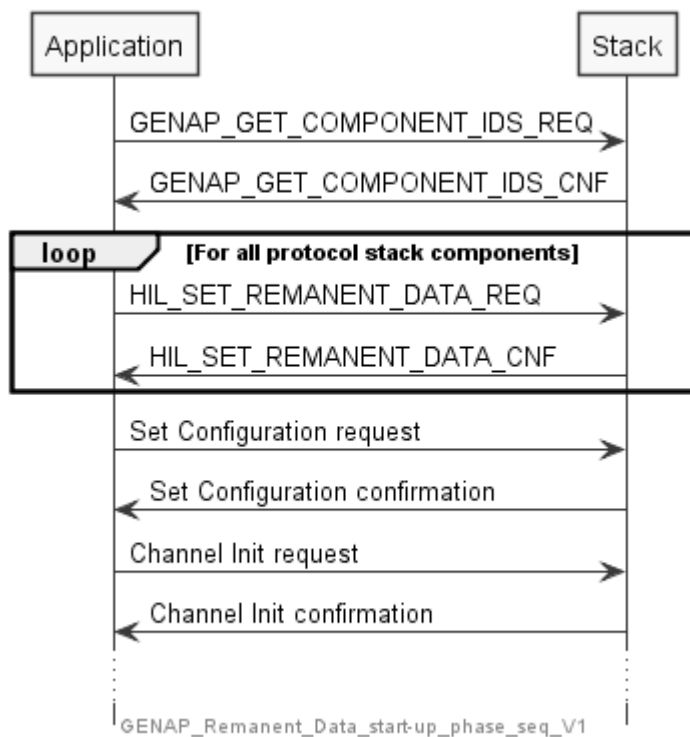 Application
Stack
GENAP_GET_COMPONENT_IDS_REQ
GENAP_GET_COMPONENT_IDS_CNF
loop
[For all protocol stack components]
HIL_SET_REMANENT_DATA_REQ
HIL_SET_REMANENT_DATA_CNF
Set Configuration request
Set Configuration confirmation
Channel Init request
Channel Init confirmation
GENAP_Remanent_Data_start-up_phase_seq_V1